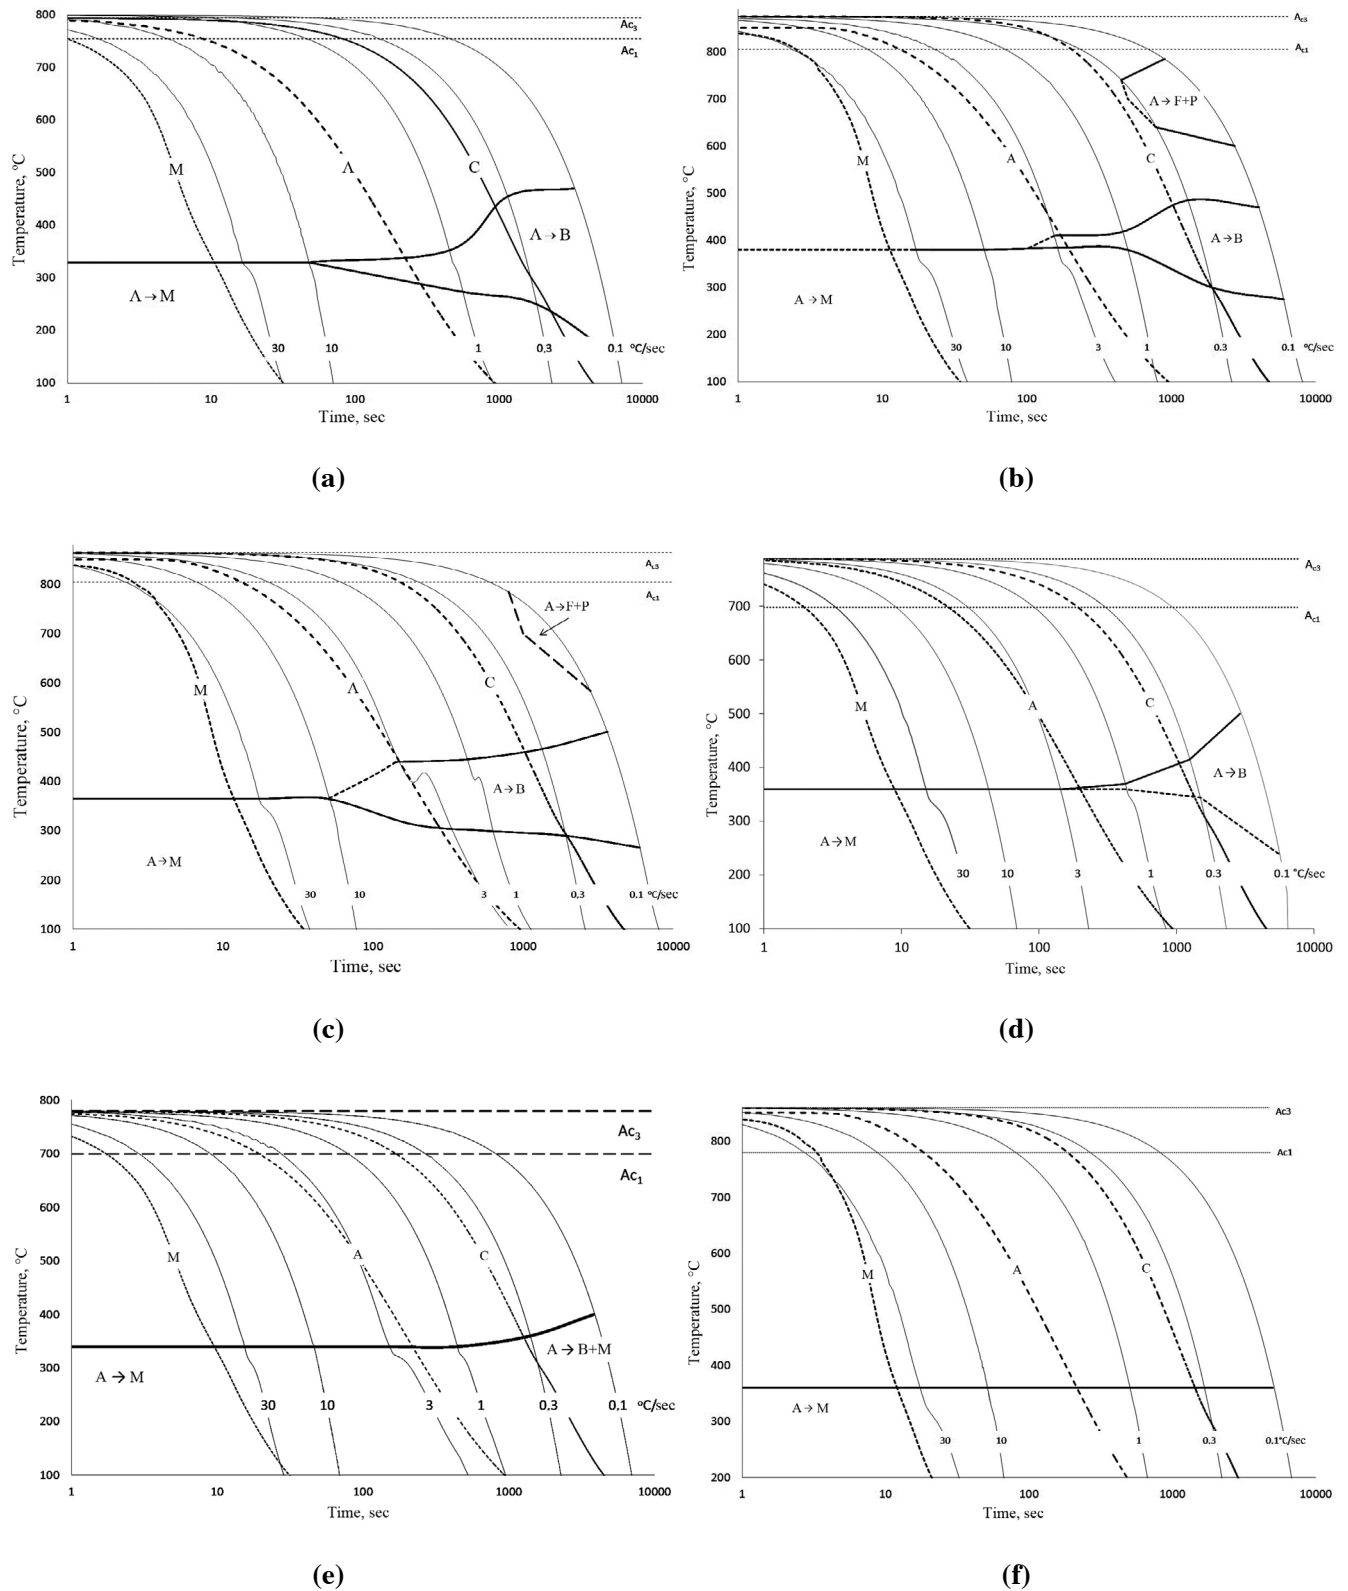 800
700
600
500
400
300
200
100
Temperature, °C
Ac3
Ac1
M
A
C
A→B
A→M
30 10 1 0,3 0.1 °C/sec
1 10 100 1000 10000
Time, sec
(a)
800
700
600
500
400
300
200
100
Temperature, °C
Ac3
Ac1
A→F+P
M
A
C
A→B
A→M
30 10 3 1 0.3 0.1 °C/sec
1 10 100 1000 10000
Time, sec
(b)
800
700
600
500
400
300
200
100
Temperature, °C
Ac3
Ac1
A→F+P
M
A
C
A→B
A→M
30 10 3 1 0.3 0.1 °C/sec
1 10 100 1000 10000
Time, sec
(c)
700
600
500
400
300
200
100
Temperature, °C
Ac3
Ac1
M
A
C
A→B
A→M
30 10 3 1 0.3 0.1 °C/sec
1 10 100 1000 10000
Time, sec
(d)
800
700
600
500
400
300
200
100
Temperature, °C
Ac3
Ac1
M
A
C
A→B+M
A→M
30 10 3 1 0.3 0,1 °C/sec
1 10 100 1000 10000
Time, sec
(e)
800
700
600
500
400
300
200
Temperature, °C
Ac3
Ac1
M
A
C
A→M
30 10 1 0.3 0.1°C/sec
1 10 100 1000 10000
Time, sec
(f)